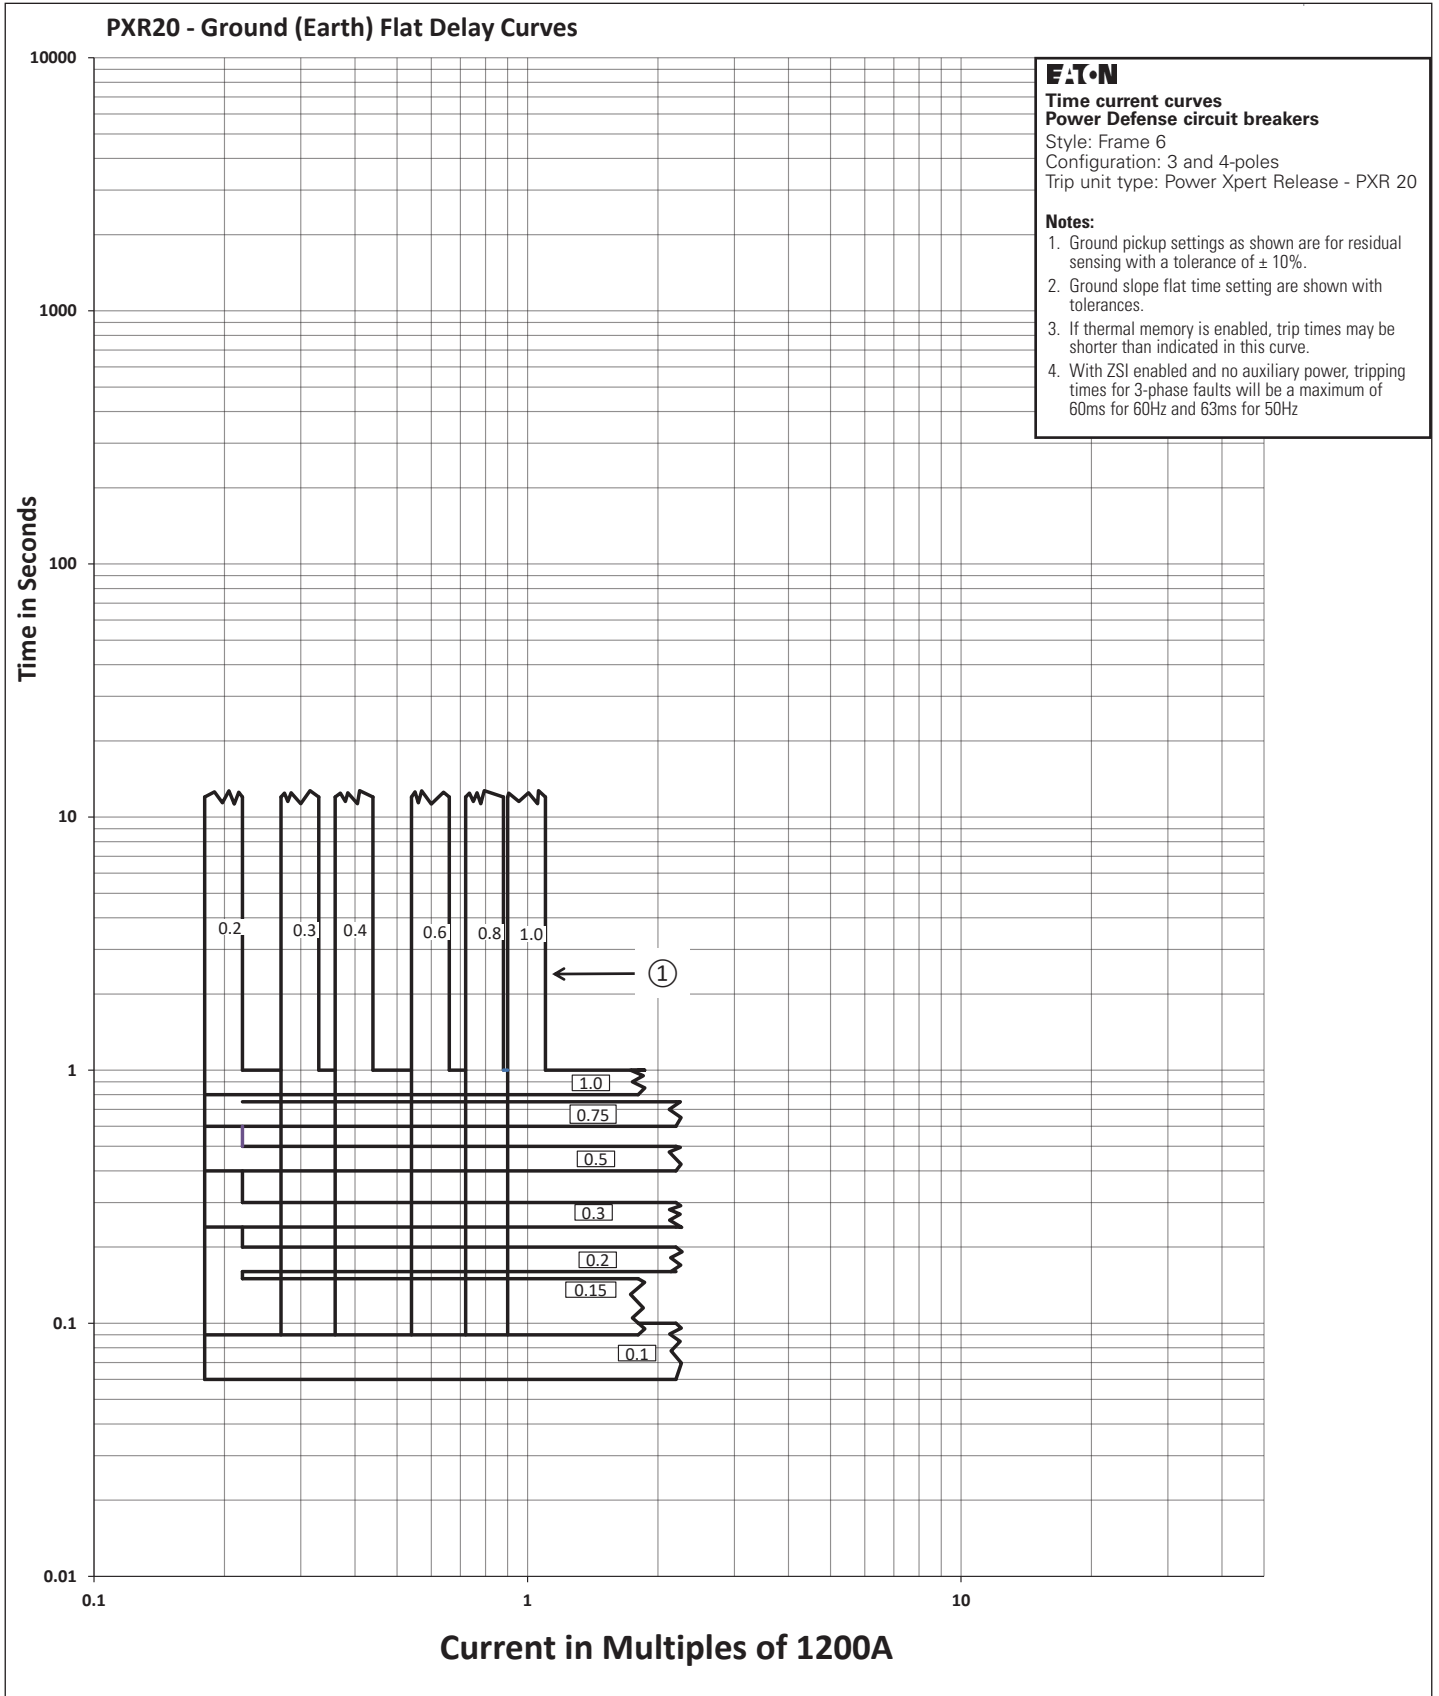 PXR20 - Ground (Earth) Flat Delay Curves
10000
1000
100
10
1
0.1
0.01
Time in Seconds
EATON
Time current curves
Power Defense circuit breakers
Style: Frame 6
Configuration: 3 and 4-poles
Trip unit type: Power Xpert Release - PXR 20
Notes:
1. Ground pickup settings as shown are for residual
sensing with a tolerance of ± 10%.
2. Ground slope flat time setting are shown with
tolerances.
3. If thermal memory is enabled, trip times may be
shorter than indicated in this curve.
4. With ZSI enabled and no auxiliary power, tripping
times for 3-phase faults will be a maximum of
60ms for 60Hz and 63ms for 50Hz
0.2 0.3 0.4 0.6 0.8 1.0
1
1.0
0.75
0.5
0.3
0.2
0.15
0.1
0.1 1 10
Current in Multiples of 1200A